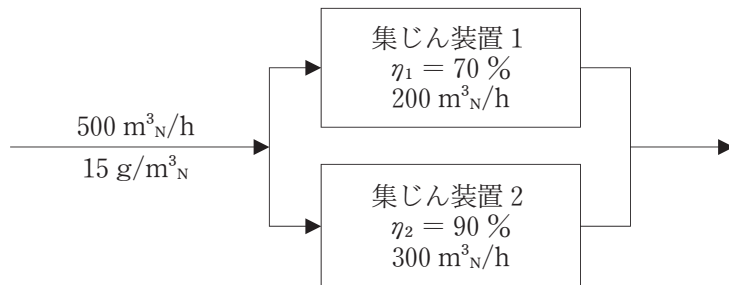 集じん装置 1
η₁ = 70 %
200 m³ₙ/h
500 m³ₙ/h
15 g/m³ₙ
集じん装置 2
η₂ = 90 %
300 m³ₙ/h